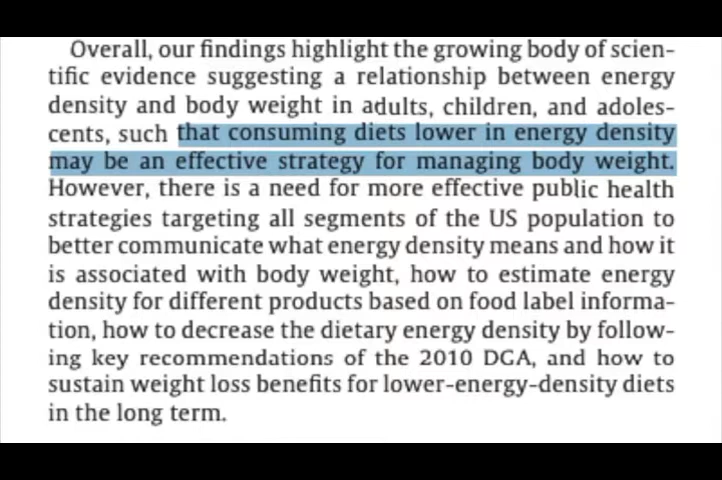 Overall, our findings highlight the growing body of scien-
tific evidence suggesting a relationship between energy
density and body weight in adults, children, and adoles-
cents, such that consuming diets lower in energy density
may be an effective strategy for managing body weight.
However, there is a need for more effective public health
strategies targeting all segments of the US population to
better communicate what energy density means and how it
is associated with body weight, how to estimate energy
density for different products based on food label informa-
tion, how to decrease the dietary energy density by follow-
ing key recommendations of the 2010 DGA, and how to
sustain weight loss benefits for lower-energy-density diets
in the long term.